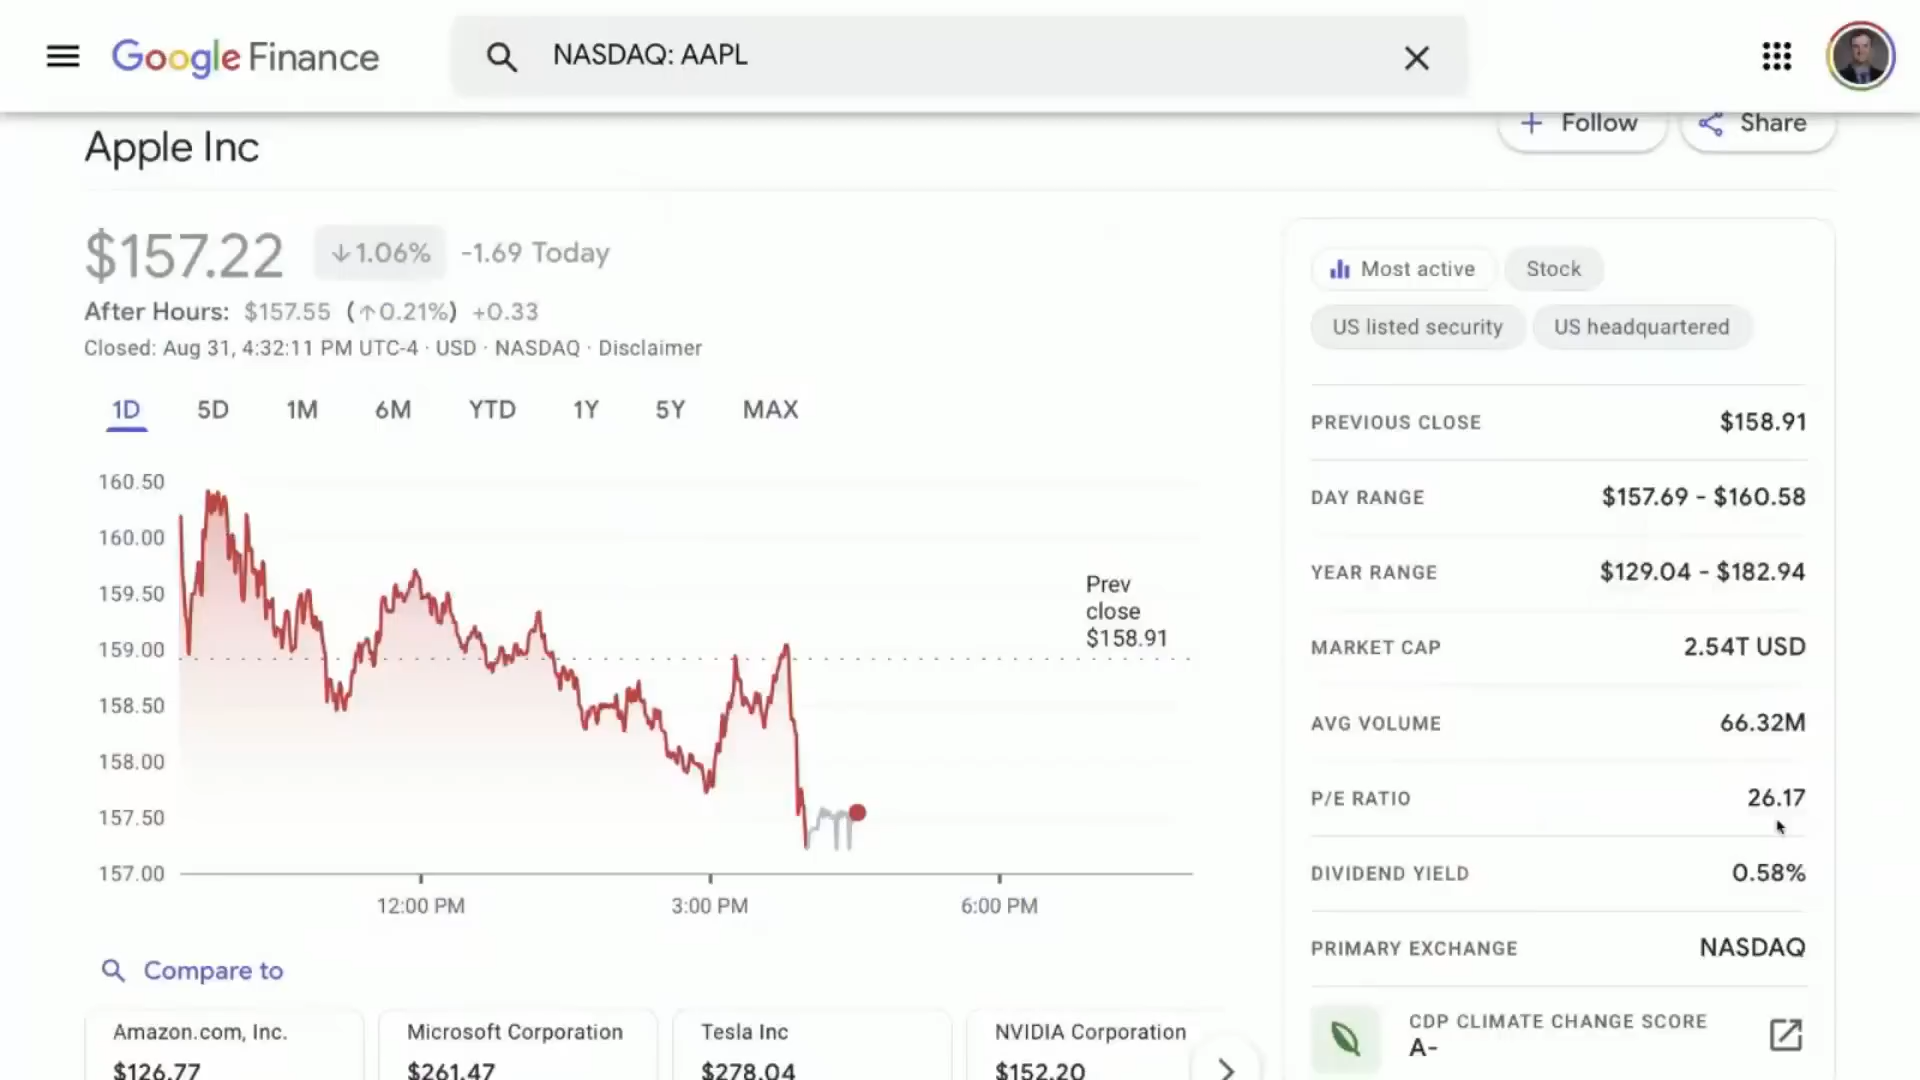 Google Finance
NASDAQ: AAPL
Apple Inc
Follow
Share
$157.22 ↓1.06% -1.69 Today
After Hours: $157.55 (↑0.21%) +0.33
Closed: Aug 31, 4:32:11 PM UTC-4 · USD · NASDAQ · Disclaimer
1D 5D 1M 6M YTD 1Y 5Y MAX
160.50
160.00
159.50
159.00
158.50
158.00
157.50
157.00
Prev
close
$158.91
12:00 PM 3:00 PM 6:00 PM
Most active Stock
US listed security US headquartered
PREVIOUS CLOSE $158.91
DAY RANGE $157.69 - $160.58
YEAR RANGE $129.04 - $182.94
MARKET CAP 2.54T USD
AVG VOLUME 66.32M
P/E RATIO 26.17
DIVIDEND YIELD 0.58%
PRIMARY EXCHANGE NASDAQ
CDP CLIMATE CHANGE SCORE
A-
Compare to
Amazon.com, Inc. Microsoft Corporation Tesla Inc NVIDIA Corporation
$126.77 $261.47 $278.04 $152.20